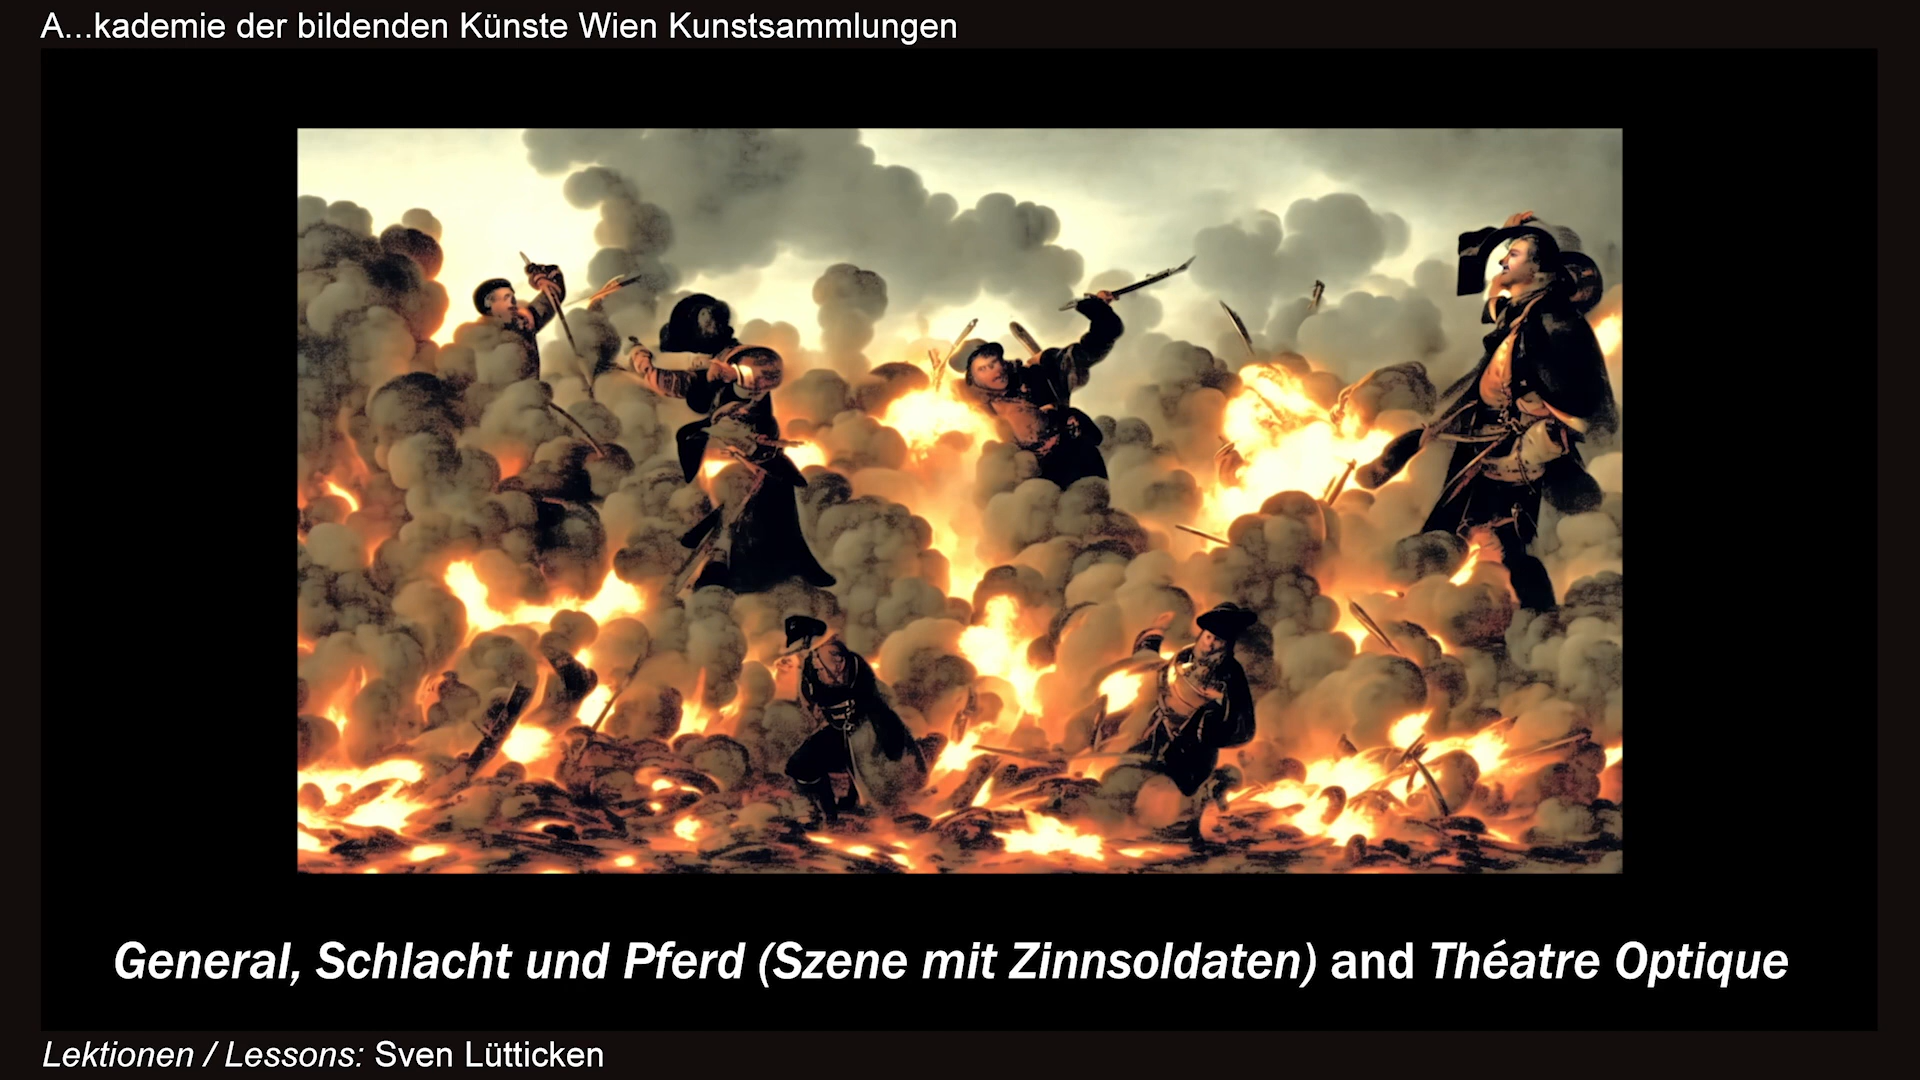 A...kademie der bildenden Künste Wien Kunstsammlungen
General, Schlacht und Pferd (Szene mit Zinnsoldaten) and Théatre Optique
Lektionen / Lessons: Sven Lütticken